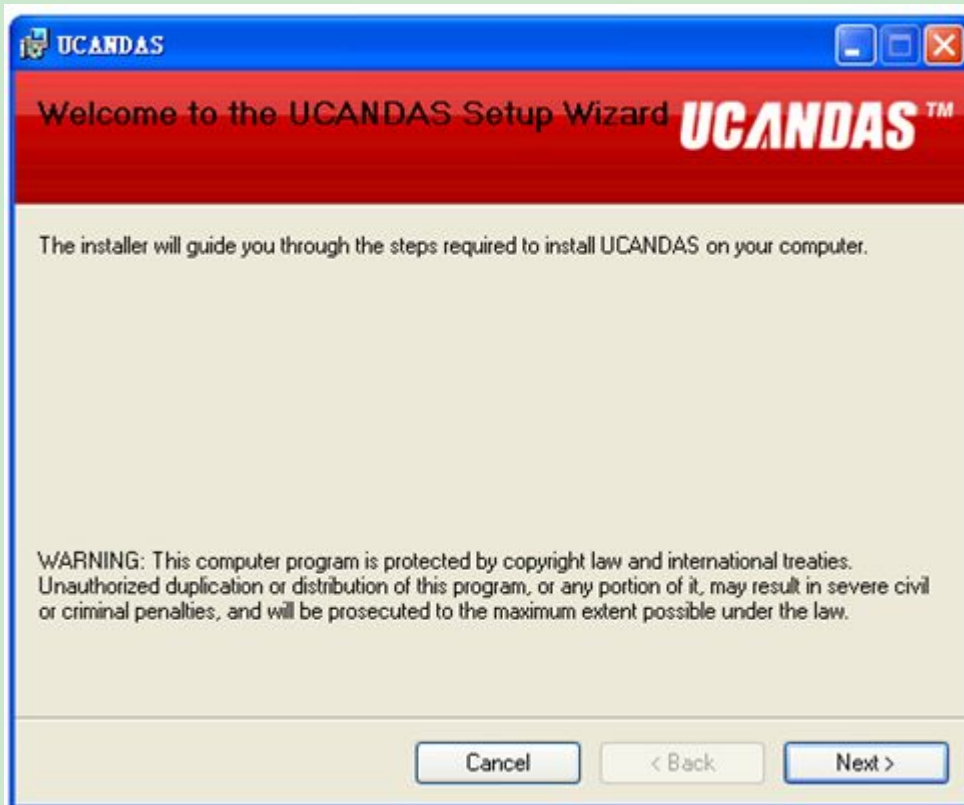 UCANDAS
Welcome to the UCANDAS Setup Wizard
UCANDAS™
The installer will guide you through the steps required to install UCANDAS on your computer.
WARNING: This computer program is protected by copyright law and international treaties.
Unauthorized duplication or distribution of this program, or any portion of it, may result in severe civil
or criminal penalties, and will be prosecuted to the maximum extent possible under the law.
Cancel
< Back
Next >